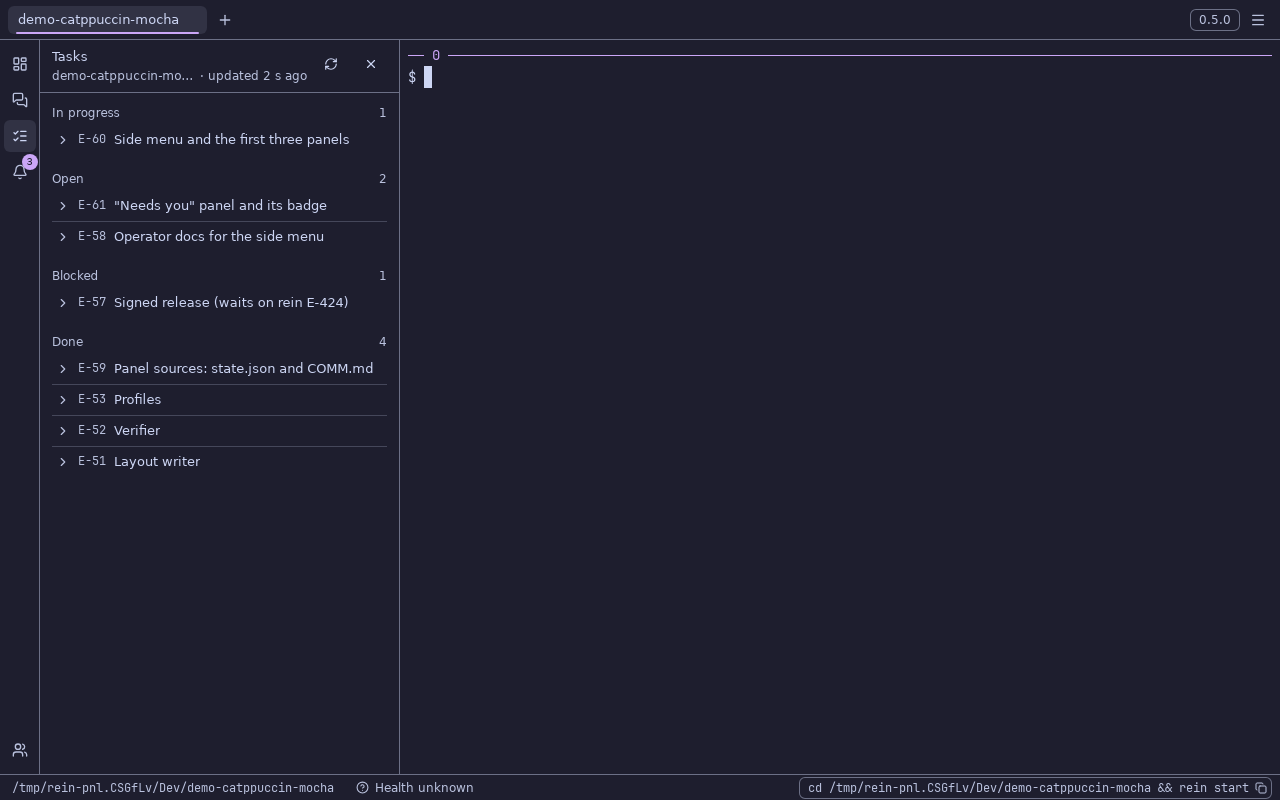 demo-catppuccin-mocha
0.5.0
Tasks
demo-catppuccin-mo... · updated 2 s ago
3
In progress 1
E-60 Side menu and the first three panels
Open 2
E-61 "Needs you" panel and its badge
E-58 Operator docs for the side menu
Blocked 1
E-57 Signed release (waits on rein E-424)
Done 4
E-59 Panel sources: state.json and COMM.md
E-53 Profiles
E-52 Verifier
E-51 Layout writer
0
$
/tmp/rein-pnl.CSGfLv/Dev/demo-catppuccin-mocha
Health unknown
cd /tmp/rein-pnl.CSGfLv/Dev/demo-catppuccin-mocha && rein start